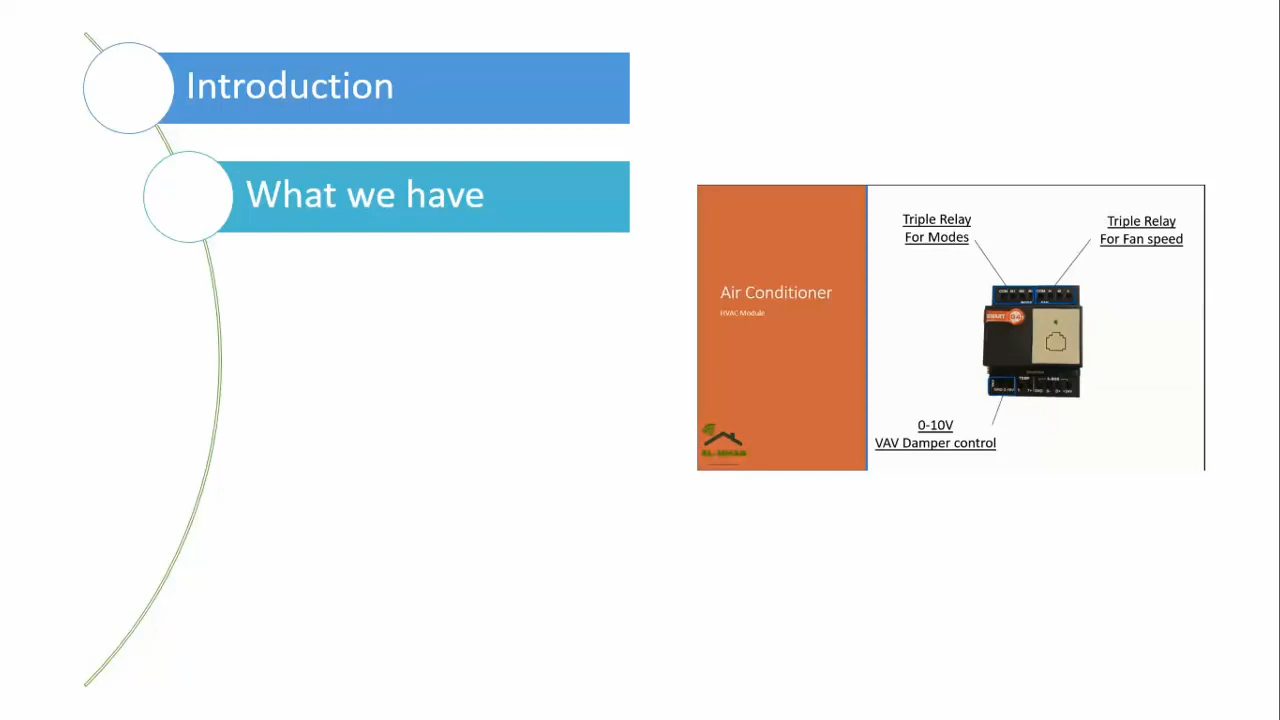 Introduction
What we have
Triple Relay
For Modes
Triple Relay
For Fan speed
Air Conditioner
HVAC Module
0-10V
VAV Damper control